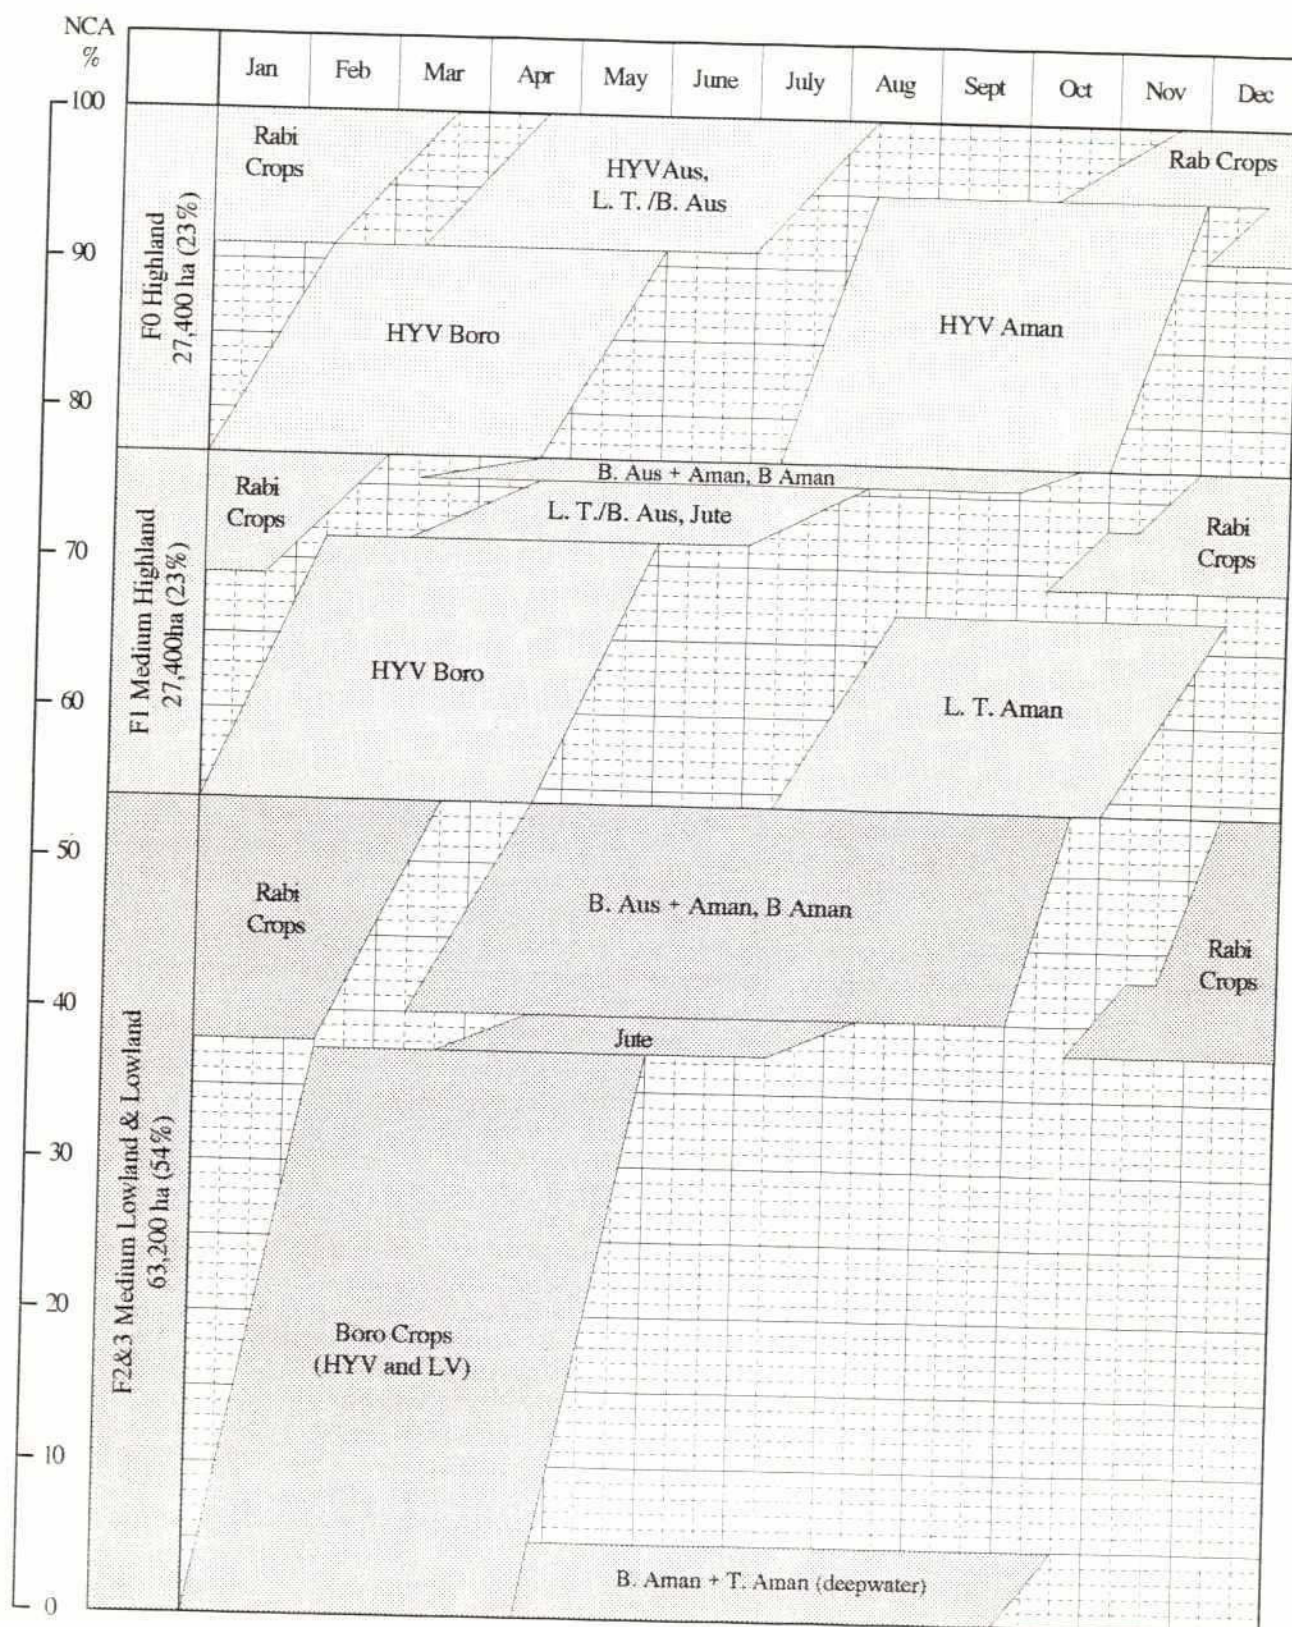 NCA
%
Jan Feb Mar Apr May June July Aug Sept Oct Nov Dec
100
90
80
70
60
50
40
30
20
10
0
F0 Highland
27,400 ha (23%)
Rabi
Crops
HYV Aus,
L. T. /B. Aus
Rab Crops
HYV Boro
HYV Aman
F1 Medium Highland
27,400ha (23%)
Rabi
Crops
B. Aus + Aman, B Aman
L. T./B. Aus, Jute
Rabi
Crops
HYV Boro
L. T. Aman
F2&3 Medium Lowland & Lowland
63,200 ha (54%)
Rabi
Crops
B. Aus + Aman, B Aman
Rabi
Crops
Jute
Boro Crops
(HYV and LV)
B. Aman + T. Aman (deepwater)